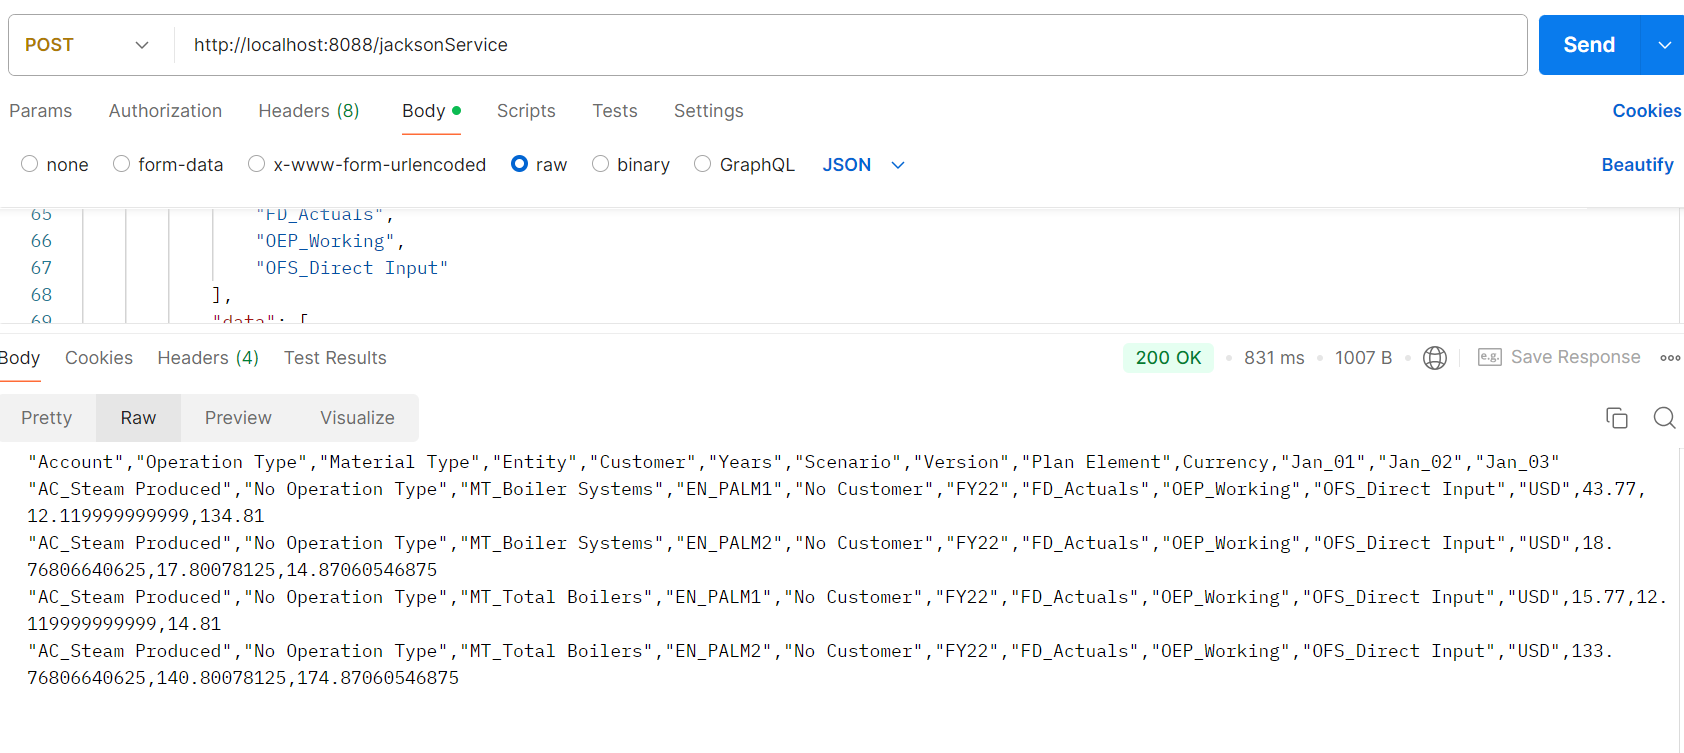 POST http://localhost:8088/jacksonService Send
Params Authorization Headers (8) Body Scripts Tests Settings Cookies
none form-data x-www-form-urlencoded raw binary GraphQL JSON Beautify
65 "FD_Actuals",
66 "OEP_Working",
67 "OFS_Direct Input"
68 ],
69 "data": [
Body Cookies Headers (4) Test Results 200 OK 831 ms 1007 B e.g. Save Response
Pretty Raw Preview Visualize
"Account","Operation Type","Material Type","Entity","Customer","Years","Scenario","Version","Plan Element",Currency,"Jan_01","Jan_02","Jan_03"
"AC_Steam Produced","No Operation Type","MT_Boiler Systems","EN_PALM1","No Customer","FY22","FD_Actuals","OEP_Working","OFS_Direct Input","USD",43.77,
12.119999999999,134.81
"AC_Steam Produced","No Operation Type","MT_Boiler Systems","EN_PALM2","No Customer","FY22","FD_Actuals","OEP_Working","OFS_Direct Input","USD",18.
76806640625,17.80078125,14.87060546875
"AC_Steam Produced","No Operation Type","MT_Total Boilers","EN_PALM1","No Customer","FY22","FD_Actuals","OEP_Working","OFS_Direct Input","USD",15.77,12.
119999999999,14.81
"AC_Steam Produced","No Operation Type","MT_Total Boilers","EN_PALM2","No Customer","FY22","FD_Actuals","OEP_Working","OFS_Direct Input","USD",133.
76806640625,140.80078125,174.87060546875